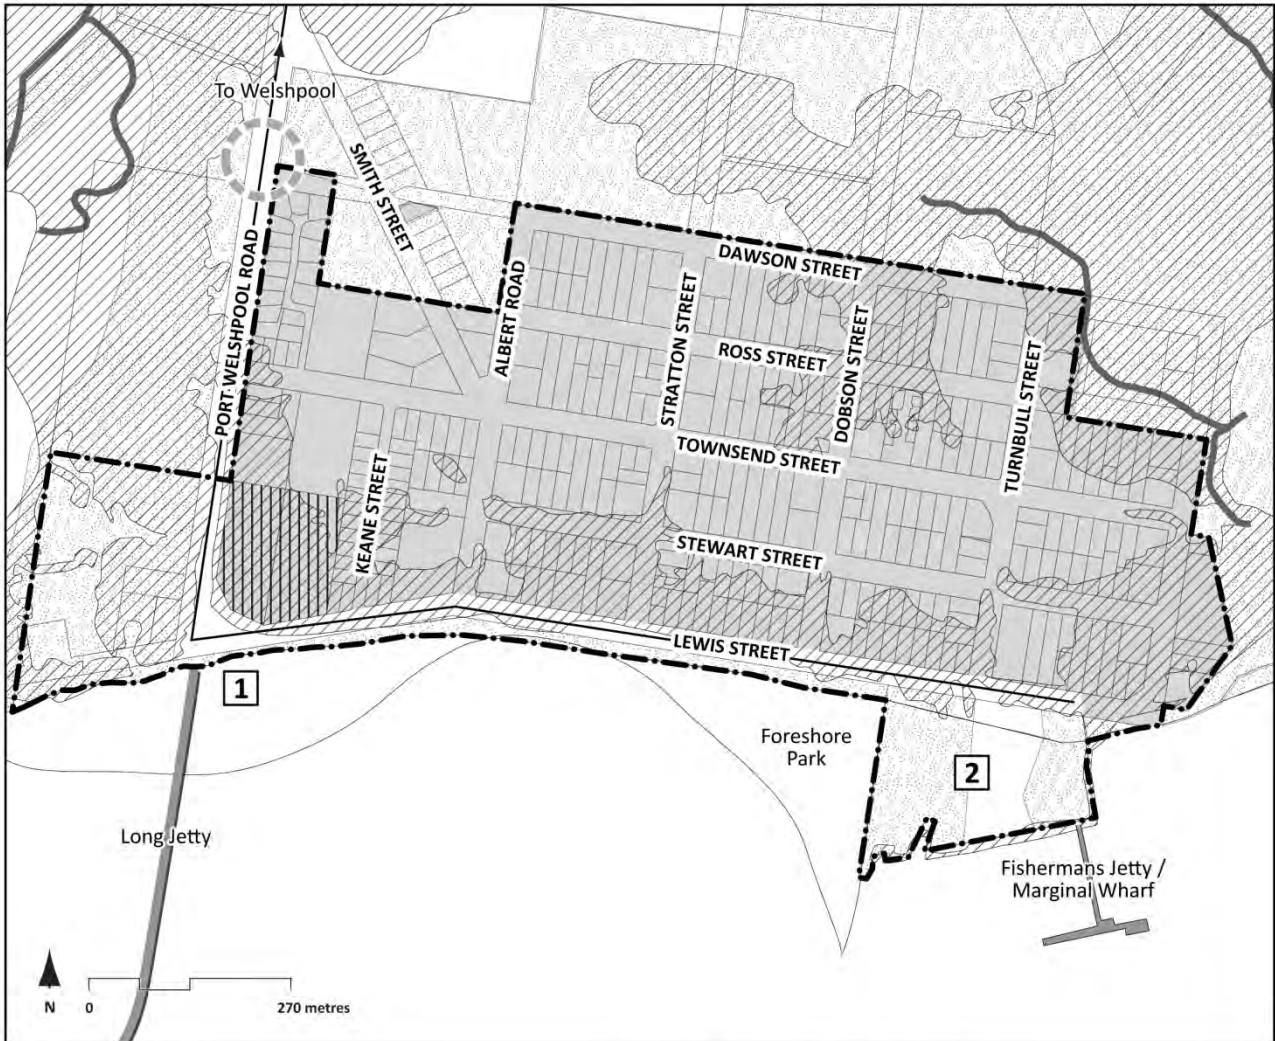 To Welshpool
SMITH STREET
PORT WELSHPOOL ROAD
ALBERT ROAD
DAWSON STREET
STRATTON STREET
ROSS STREET
DOBSON STREET
TURNBULL STREET
TOWNSEND STREET
KEANE STREET
STEWART STREET
LEWIS STREET
1
Foreshore
Park
2
Long Jetty
Fishermans Jetty /
Marginal Wharf
N 0 270 metres